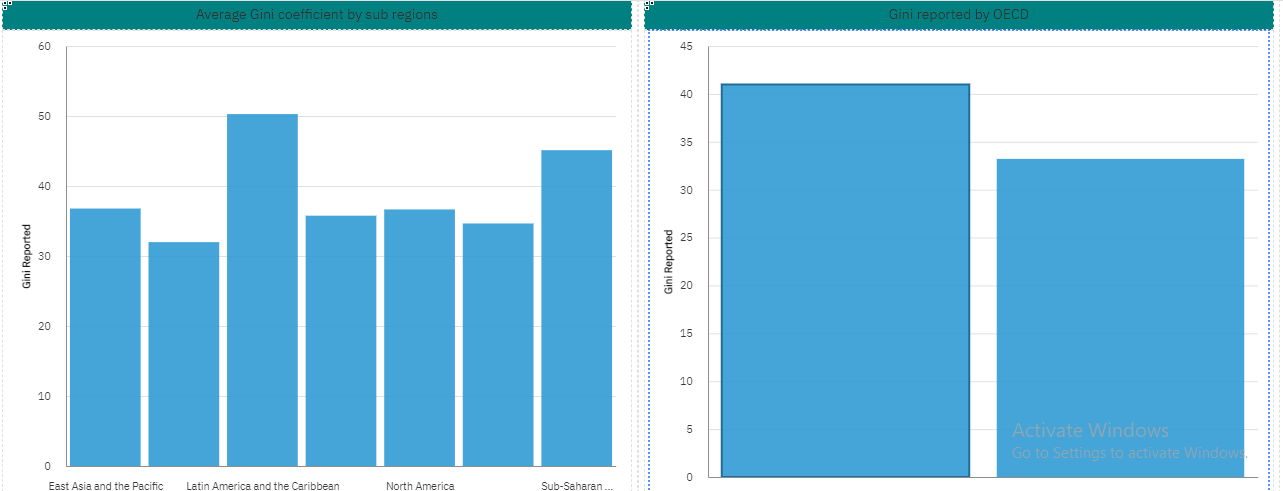 Average Gini coefficient by sub regions
60
50
40
30
20
10
0
Gini Reported
East Asia and the Pacific
Latin America and the Caribbean
North America
Sub-Saharan ...
Gini reported by OECD
45
40
35
30
25
20
15
10
5
0
Gini Reported
Activate Windows
Go to Settings to activate Windows.